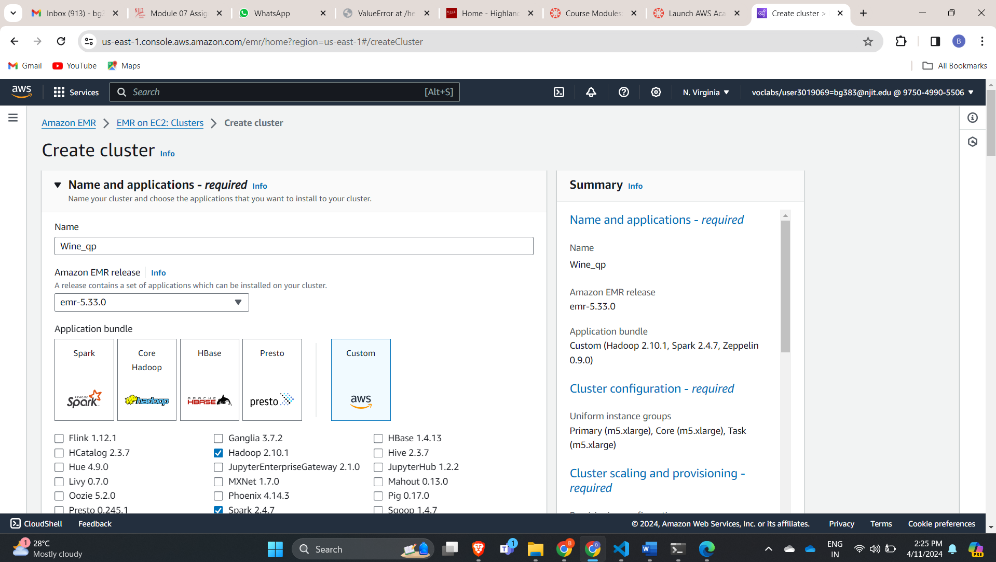 Inbox (913) - bg
Module 07 Assig
WhatsApp
ValueError at /he
Home - Highlan
Course Modules
Launch AWS Aca
Create cluster >
us-east-1.console.aws.amazon.com/emr/home?region=us-east-1#/createCluster
B
Gmail
YouTube
Maps
All Bookmarks
aws
Services
Search
[Alt+S]
N. Virginia
voclabs/user3019069=bg383@njit.edu @ 9750-4990-5506
Amazon EMR
EMR on EC2: Clusters
Create cluster
Create cluster Info
Name and applications - required Info
Name your cluster and choose the applications that you want to install to your cluster.
Name
Wine_qp
Amazon EMR release Info
A release contains a set of applications which can be installed on your cluster.
emr-5.33.0
Application bundle
Spark
Spark
Core Hadoop
hadoop
HBase
HBASE
Presto
presto
Custom
aws
Flink 1.12.1
Ganglia 3.7.2
HBase 1.4.13
HCatalog 2.3.7
Hadoop 2.10.1
Hive 2.3.7
Hue 4.9.0
JupyterEnterpriseGateway 2.1.0
JupyterHub 1.2.2
Livy 0.7.0
MXNet 1.7.0
Mahout 0.13.0
Oozie 5.2.0
Phoenix 4.14.3
Pig 0.17.0
Presto 0.245.1
Spark 2.4.7
Sqoop 1.4.7
Summary Info
Name and applications - required
Name
Wine_qp
Amazon EMR release
emr-5.33.0
Application bundle
Custom (Hadoop 2.10.1, Spark 2.4.7, Zeppelin
0.9.0)
Cluster configuration - required
Uniform instance groups
Primary (m5.xlarge), Core (m5.xlarge), Task
(m5.xlarge)
Cluster scaling and provisioning -
required
CloudShell
Feedback
© 2024, Amazon Web Services, Inc. or its affiliates.
Privacy
Terms
Cookie preferences
1
28°C
Mostly cloudy
Search
1
ENG
IN
2:25 PM
4/11/2024